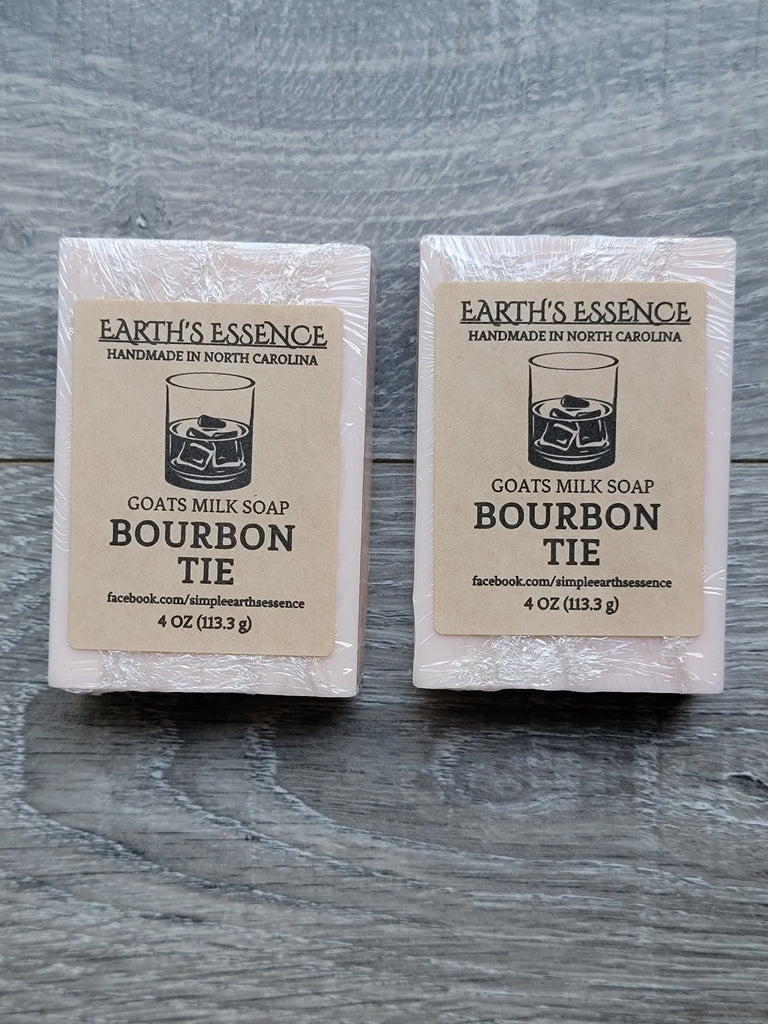 EARTH'S ESSENCE
HANDMADE IN NORTH CAROLINA
GOATS MILK SOAP
BOURBON
TIE
facebook.com/simpleearthsessence
4 OZ (113.3 g)
EARTH'S ESSENCE
HANDMADE IN NORTH CAROLINA
GOATS MILK SOAP
BOURBON
TIE
facebook.com/simpleearthsessence
4 OZ (113.3 g)